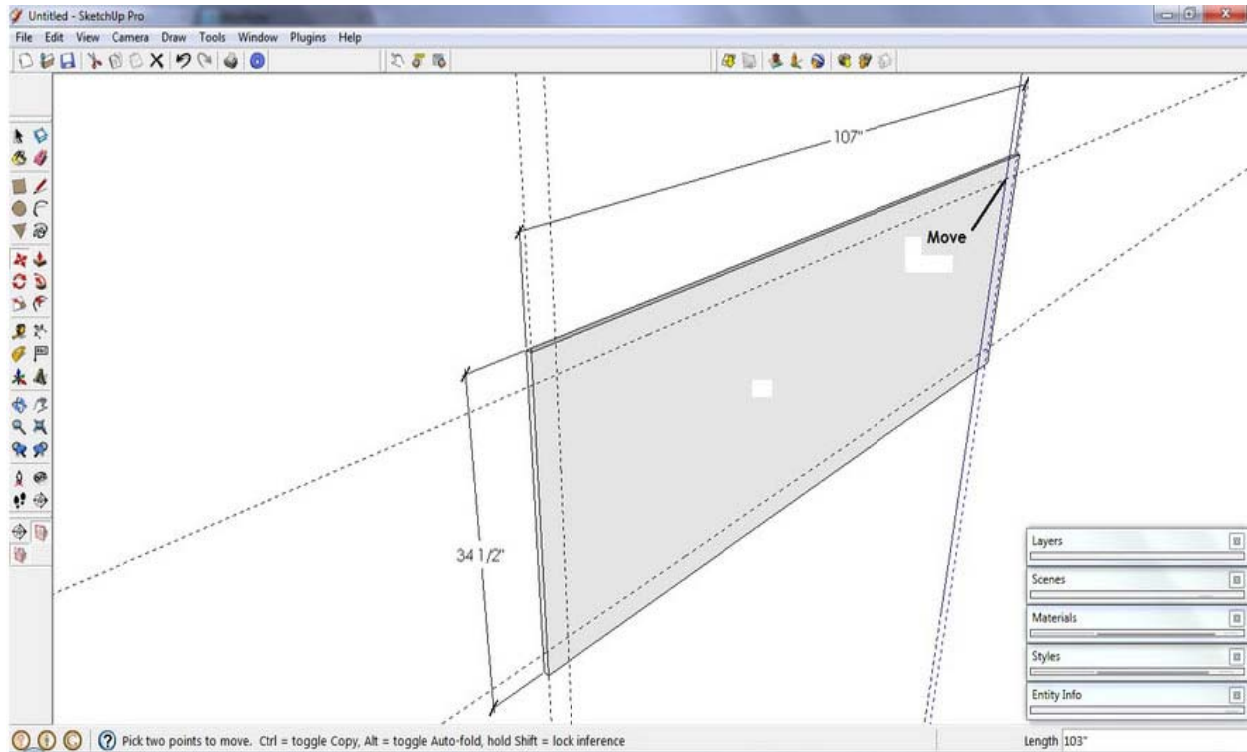 Untitled - SketchUp Pro
File Edit View Camera Draw Tools Window Plugins Help
107"
Move
34 1/2"
Layers
Scenes
Materials
Styles
Entity Info
Pick two points to move. Ctrl = toggle Copy, Alt = toggle Auto-fold, hold Shift = lock inference
Length 103"